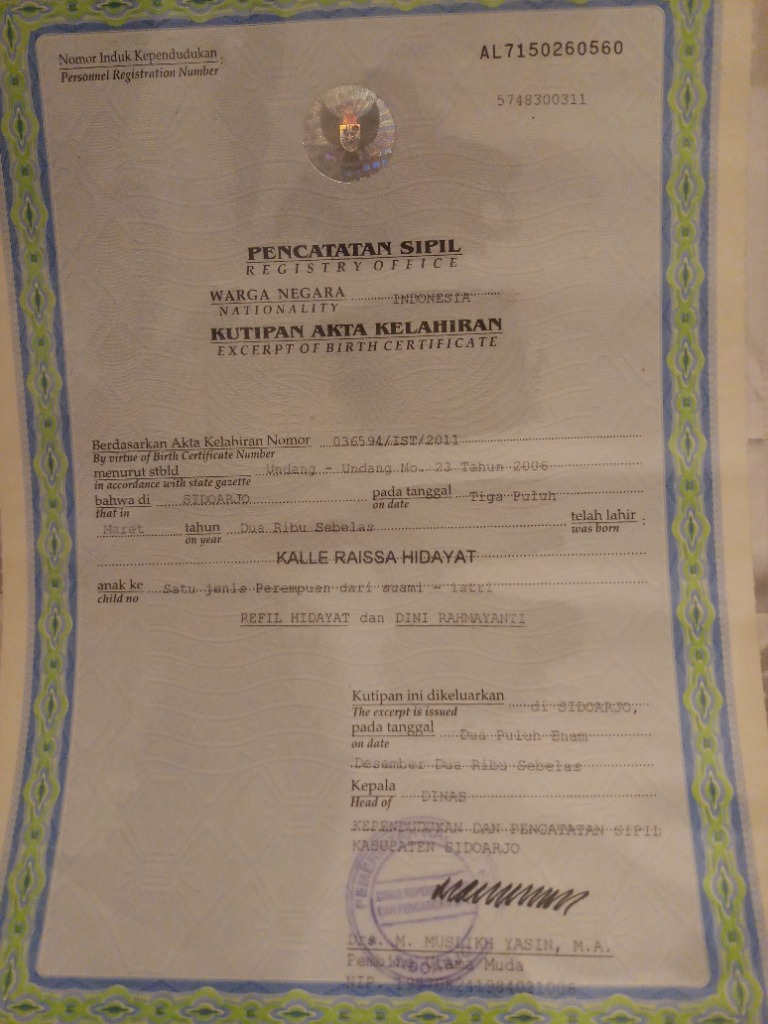 Nomor Induk Kependudukan :
Personnel Registration Number
AL7150260560
5748300311
PENCATATAN SIPIL
REGISTRY OFFICE
WARGA NEGARA INDONESIA
NATIONALITY
KUTIPAN AKTA KELAHIRAN
EXCERPT OF BIRTH CERTIFICATE
Berdasarkan Akta Kelahiran Nomor 036594/IST/2011
By virtue of Birth Certificate Number
menurut stbld Undang - Undang No. 23 Tahun 2006
in accordance with state gazette
bahwa di SIDOARJO pada tanggal Tiga Puluh
that in on date
Maret tahun Dua Ribu Sebelas telah lahir :
on year was born
KALLE RAISSA HIDAYAT
anak ke Satu jenis Perempuan dari suami - istri
child no
REFIL HIDAYAT dan DINI RAHMAYANTI
Kutipan ini dikeluarkan di SIDOARJO,
The excerpt is issued
pada tanggal Dua Puluh Enam
on date
Desember Dua Ribu Sebelas
Kepala DINAS
Head of
KEPENDUDUKAN DAN PENCATATAN SIPIL
KABUPATEN SIDOARJO
Drs. M. YASIN, M.A.
Pembina Utama Muda
NIP.